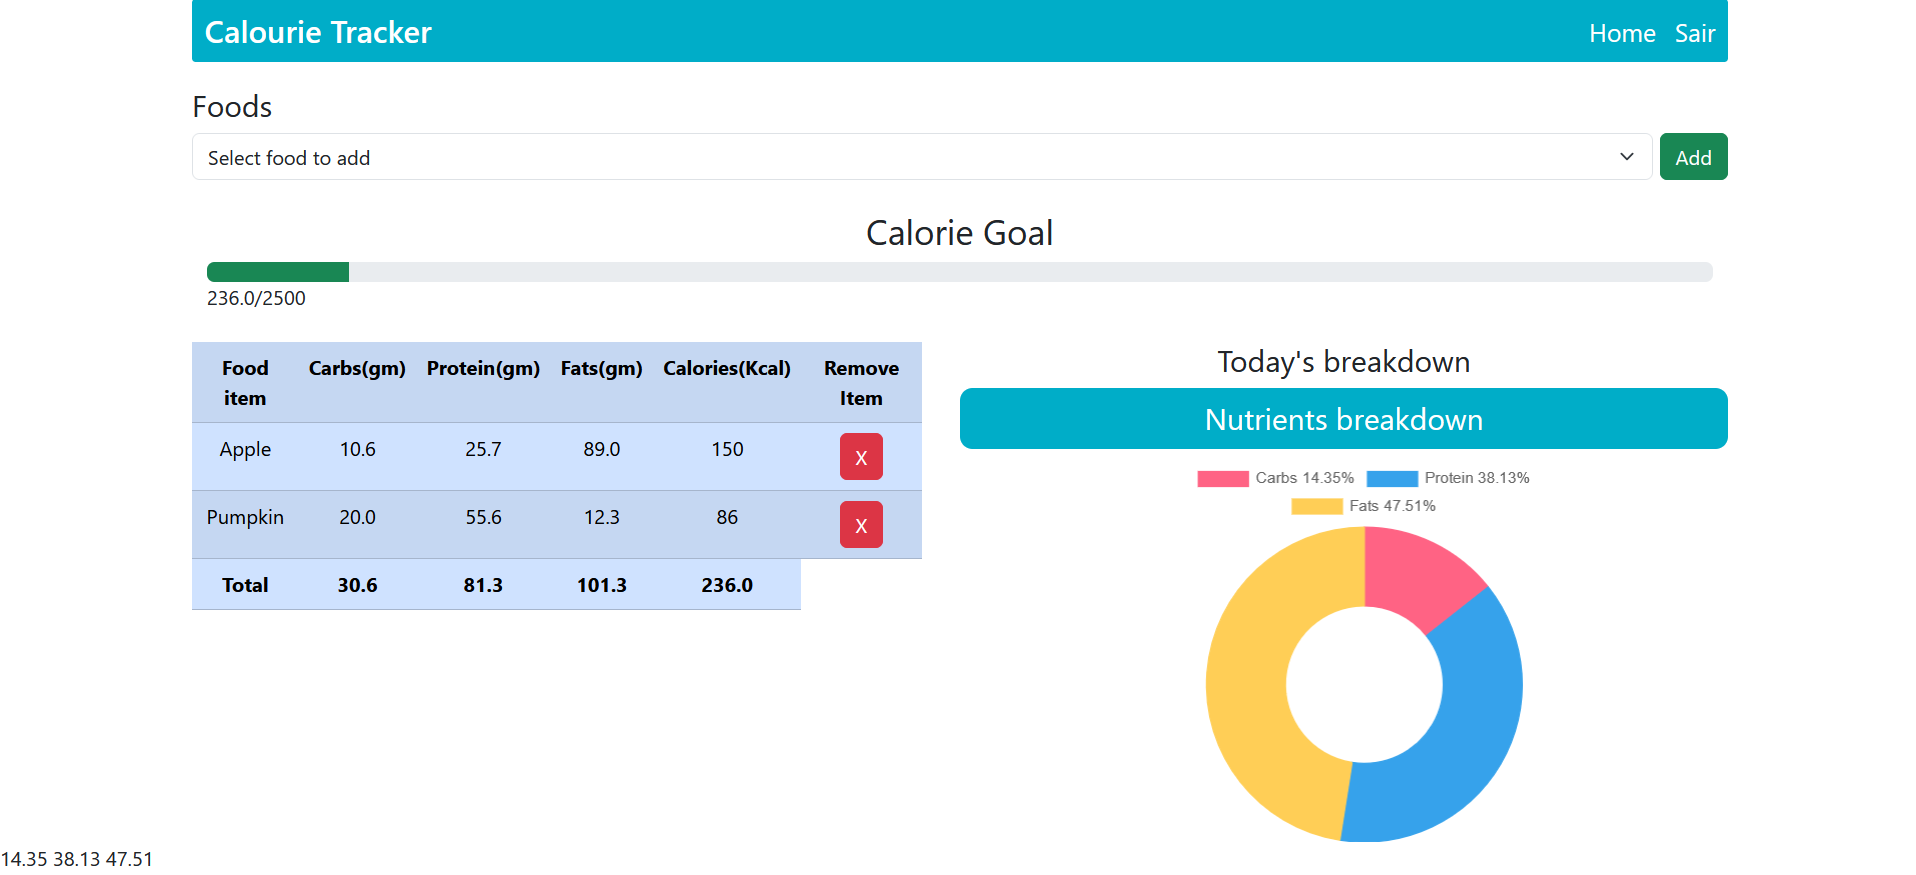 Calourie Tracker Home Sair
Foods
Select food to add Add
Calorie Goal
236.0/2500
Food item Carbs(gm) Protein(gm) Fats(gm) Calories(Kcal) Remove Item
Apple 10.6 25.7 89.0 150 X
Pumpkin 20.0 55.6 12.3 86 X
Total 30.6 81.3 101.3 236.0
Today's breakdown
Nutrients breakdown
Carbs 14.35% Protein 38.13%
Fats 47.51%
14.35 38.13 47.51